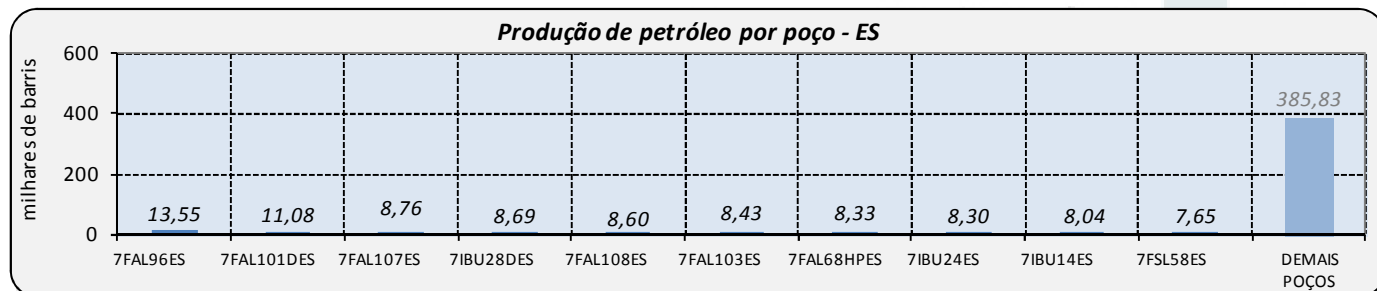 Produção de petróleo por poço - ES
milhares de barris
600
400
200
0
13,55 11,08 8,76 8,69 8,60 8,43 8,33 8,30 8,04 7,65 385,83
7FAL96ES 7FAL101DES 7FAL107ES 7IBU28DES 7FAL108ES 7FAL103ES 7FAL68HPES 7IBU24ES 7IBU14ES 7FSL58ES DEMAIS
POÇOS